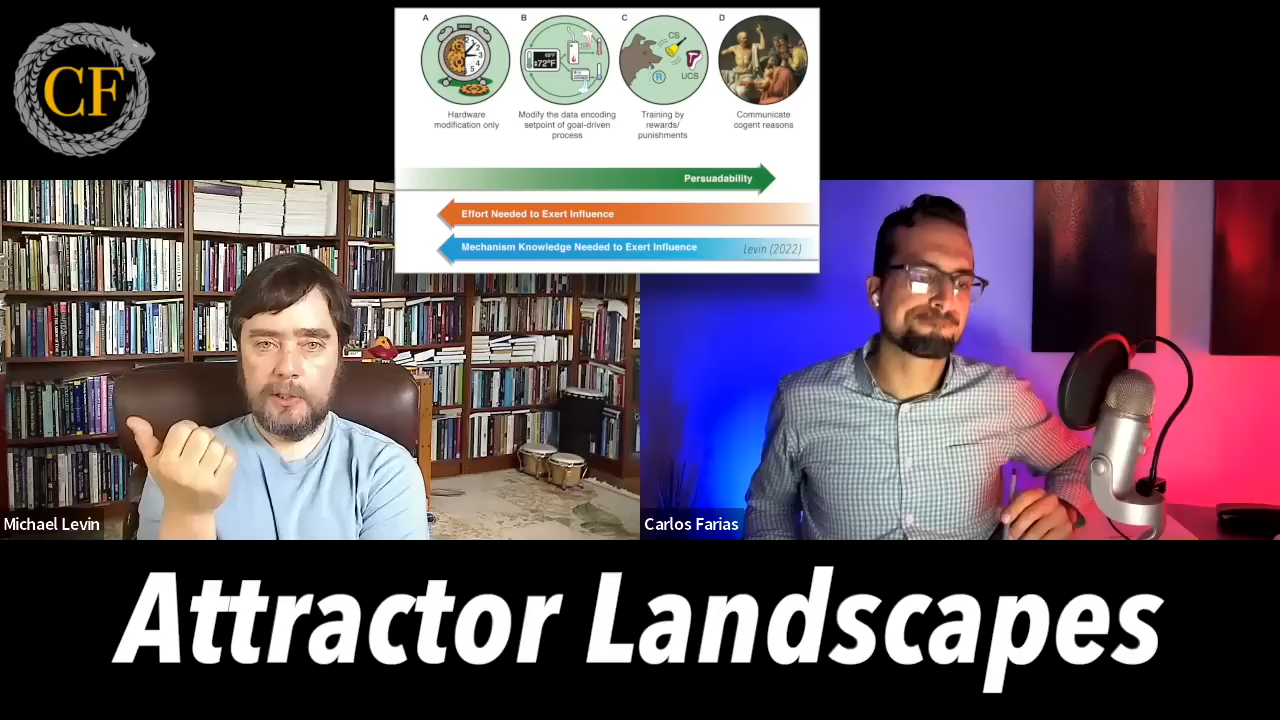 CF
A B C D
68°F
72°F
CS
UCS
R
Hardware
modification only
Modify the data encoding
setpoint of goal-driven
process
Training by
rewards/
punishments
Communicate
cogent reasons
Persuadability
Effort Needed to Exert Influence
Mechanism Knowledge Needed to Exert Influence
Levin (2022)
Michael Levin
Carlos Farias
Attractor Landscapes